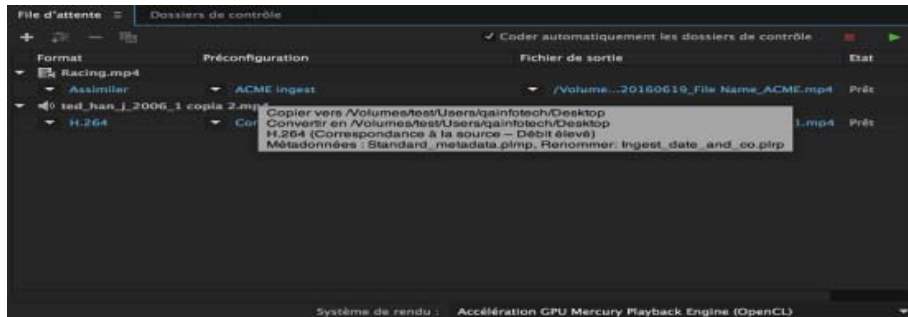 File d'attente Dossiers de contrôle
Coder automatiquement les dossiers de contrôle
Format Préconfiguration Fichier de sortie Etat
Racing.mp4
Assimiler ACME ingest /Volume...20160619_File Name_ACME.mp4 Prêt
ted_han_j_2006_1 copia 2.mp4
H.264 Cor 1.mp4 Prêt
Copier vers /Volumes/test/Users/qainfotech/Desktop
Convertir en /Volumes/test/Users/qainfotech/Desktop
H.264 (Correspondance à la source – Débit élevé)
Métadonnées : Standard_metadata.plmp, Renommer: Ingest_date_and_co.plrp
Système de rendu : Accélération GPU Mercury Playback Engine (OpenCL)